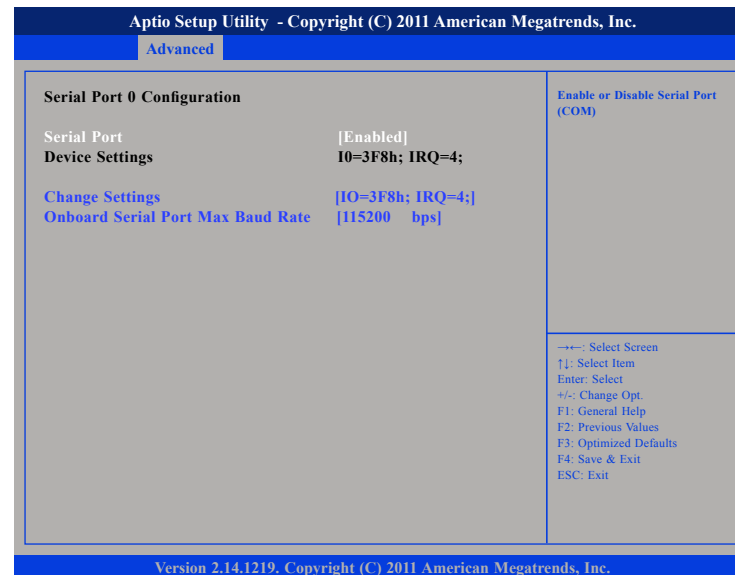 Aptio Setup Utility - Copyright (C) 2011 American Megatrends, Inc.
Advanced
Serial Port 0 Configuration
Serial Port [Enabled]
Device Settings I0=3F8h; IRQ=4;
Change Settings [IO=3F8h; IRQ=4;]
Onboard Serial Port Max Baud Rate [115200 bps]
Enable or Disable Serial Port
(COM)
→←: Select Screen
↑↓: Select Item
Enter: Select
+/-: Change Opt.
F1: General Help
F2: Previous Values
F3: Optimized Defaults
F4: Save & Exit
ESC: Exit
Version 2.14.1219. Copyright (C) 2011 American Megatrends, Inc.